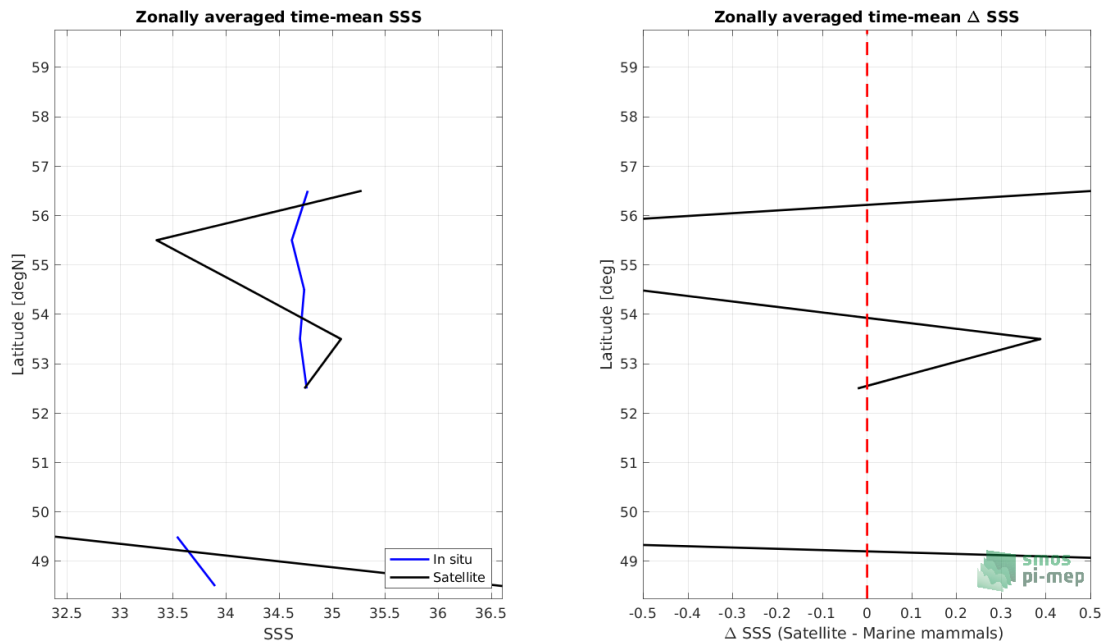 Zonally averaged time-mean SSS
59
58
57
56
55
54
53
52
51
50
49
Latitude [degN]
32.5 33 33.5 34 34.5 35 35.5 36 36.5
SSS
In situ
Satellite
Zonally averaged time-mean Δ SSS
59
58
57
56
55
54
53
52
51
50
49
Latitude [deg]
-0.5 -0.4 -0.3 -0.2 -0.1 0 0.1 0.2 0.3 0.4 0.5
Δ SSS (Satellite - Marine mammals)
smos
pi-mep